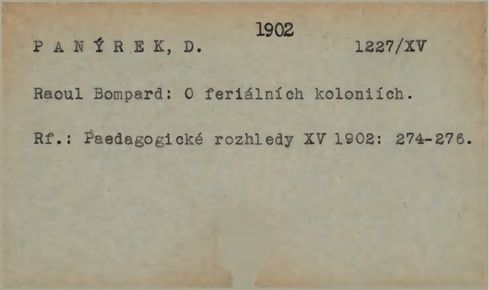 1902
P A N Ý R E K, D. 1227/XV
Raoul Bompard: O feriálních koloniích.
Rf.: Paedagogické rozhledy XV 1902: 274-276.